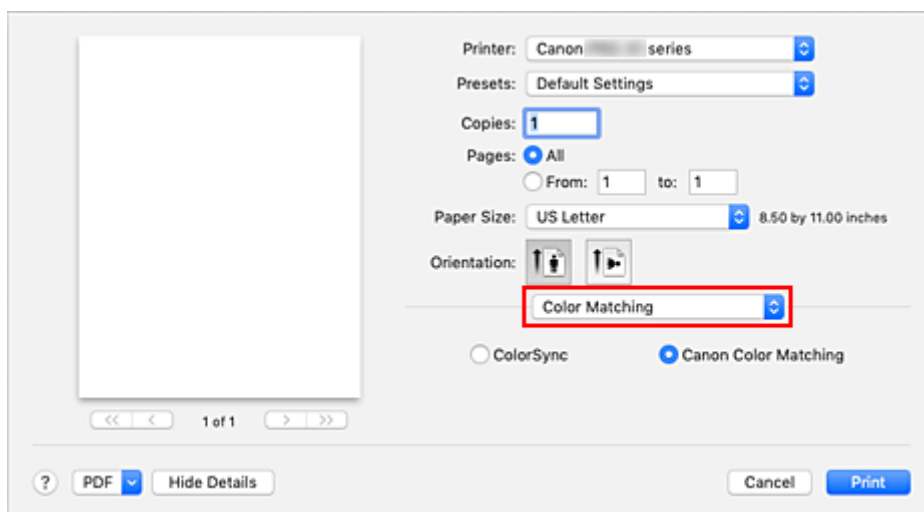 Printer: Canon series
Presets: Default Settings
Copies: 1
Pages: All
From: 1 to: 1
Paper Size: US Letter 8.50 by 11.00 inches
Orientation:
Color Matching
ColorSync Canon Color Matching
<< < 1 of 1 > >>
? PDF Hide Details Cancel Print